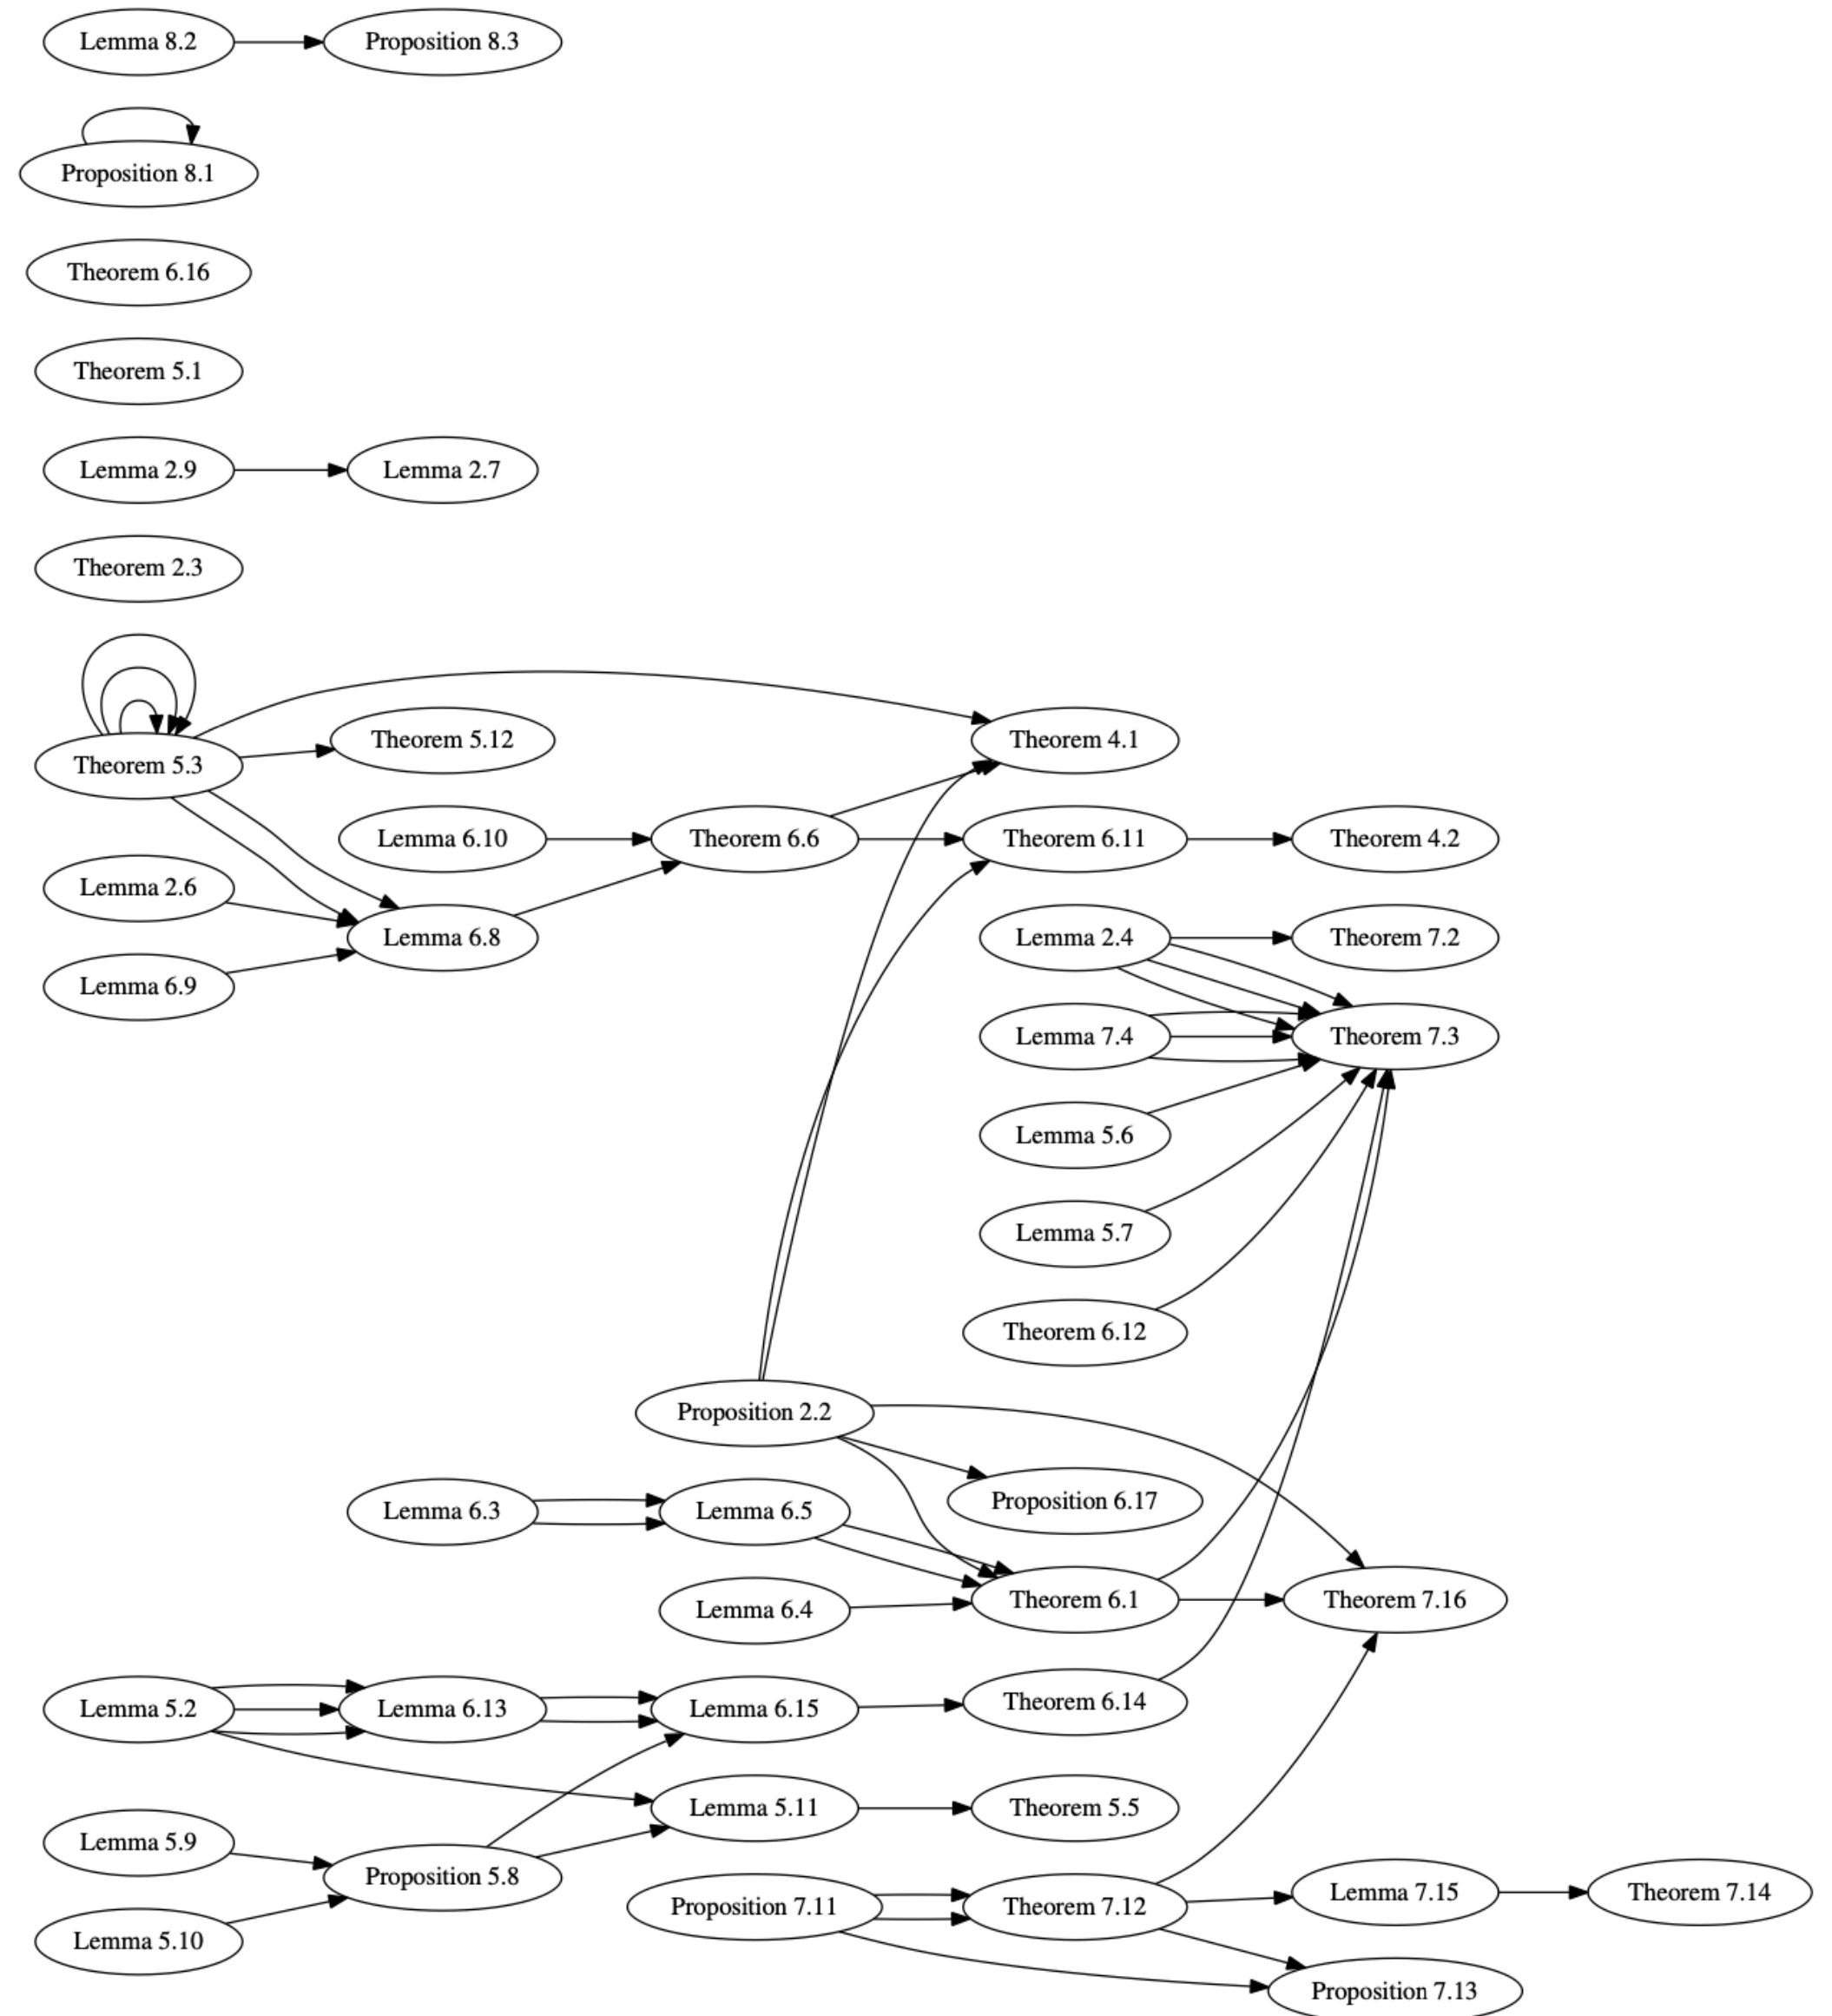 Lemma 8.2
Proposition 8.3
Proposition 8.1
Theorem 6.16
Theorem 5.1
Lemma 2.9
Lemma 2.7
Theorem 2.3
Theorem 5.3
Theorem 5.12
Theorem 4.1
Lemma 6.10
Theorem 6.6
Theorem 6.11
Theorem 4.2
Lemma 2.6
Lemma 6.8
Lemma 2.4
Theorem 7.2
Lemma 6.9
Lemma 7.4
Theorem 7.3
Lemma 5.6
Lemma 5.7
Theorem 6.12
Proposition 2.2
Proposition 6.17
Lemma 6.3
Lemma 6.5
Lemma 6.4
Theorem 6.1
Theorem 7.16
Lemma 5.2
Lemma 6.13
Lemma 6.15
Theorem 6.14
Lemma 5.11
Theorem 5.5
Lemma 5.9
Proposition 5.8
Proposition 7.11
Theorem 7.12
Lemma 7.15
Theorem 7.14
Lemma 5.10
Proposition 7.13